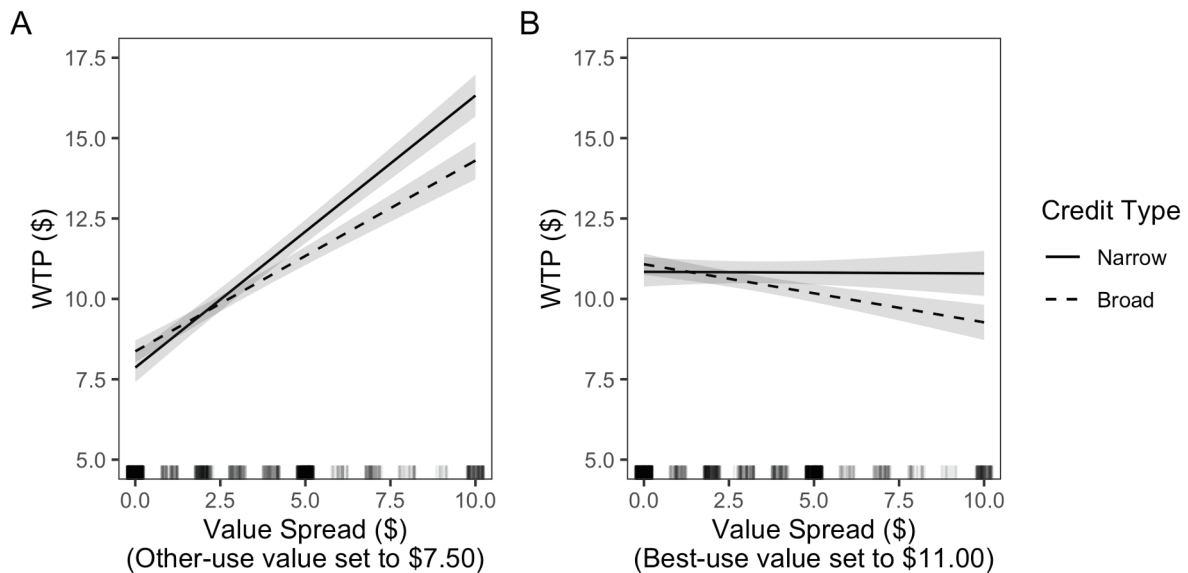 A
WTP ($)
17.5
15.0
12.5
10.0
7.5
5.0
0.0 2.5 5.0 7.5 10.0
Value Spread ($)
(Other-use value set to $7.50)
B
WTP ($)
17.5
15.0
12.5
10.0
7.5
5.0
0.0 2.5 5.0 7.5 10.0
Value Spread ($)
(Best-use value set to $11.00)
Credit Type
Narrow
Broad